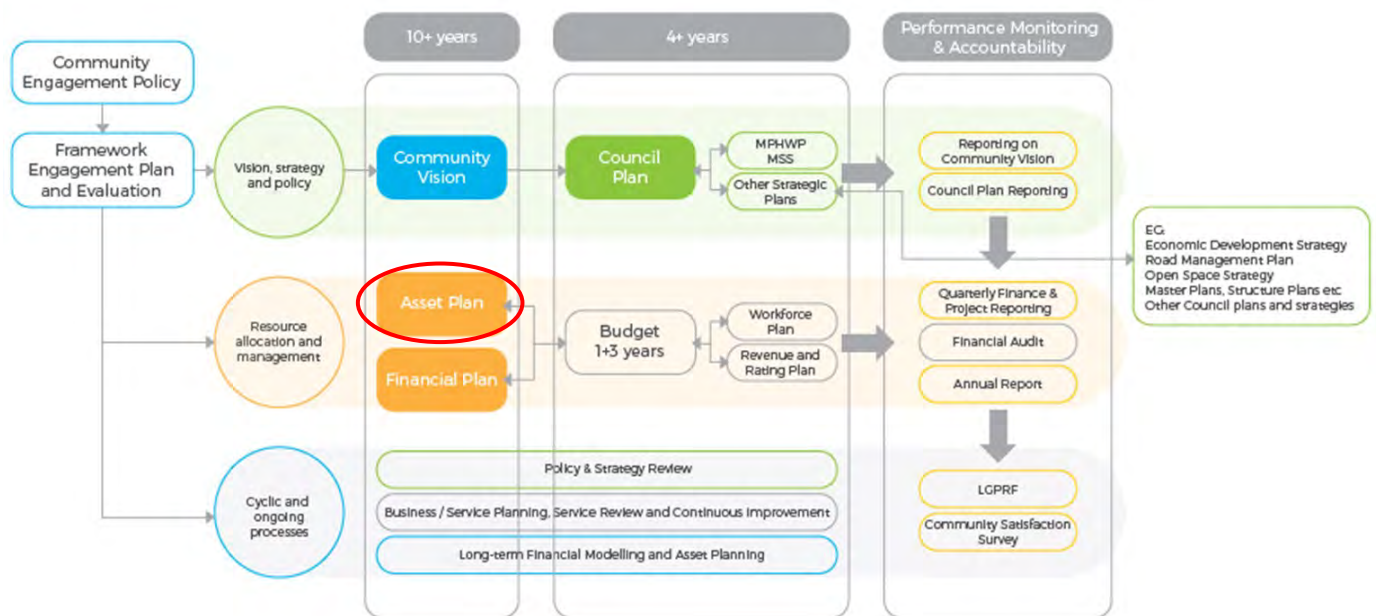 10+ years
4+ years
Performance Monitoring
& Accountability
Community
Engagement Policy
Framework
Engagement Plan
and Evaluation
Vision, strategy
and policy
Community
Vision
Council
Plan
MPHWP
MSS
Other Strategic
Plans
Reporting on
Community Vision
Council Plan Reporting
EG:
Economic Development Strategy
Road Management Plan
Open Space Strategy
Master Plans, Structure Plans etc
Other Council plans and strategies
Resource
allocation and
management
Asset Plan
Financial Plan
Budget
1+3 years
Workforce
Plan
Revenue and
Rating Plan
Quarterly Finance &
Project Reporting
Financial Audit
Annual Report
Cyclic and
ongoing
processes
Policy & Strategy Review
Business / Service Planning, Service Review and Continuous Improvement
Long-term Financial Modelling and Asset Planning
LGPRF
Community Satisfaction
Survey